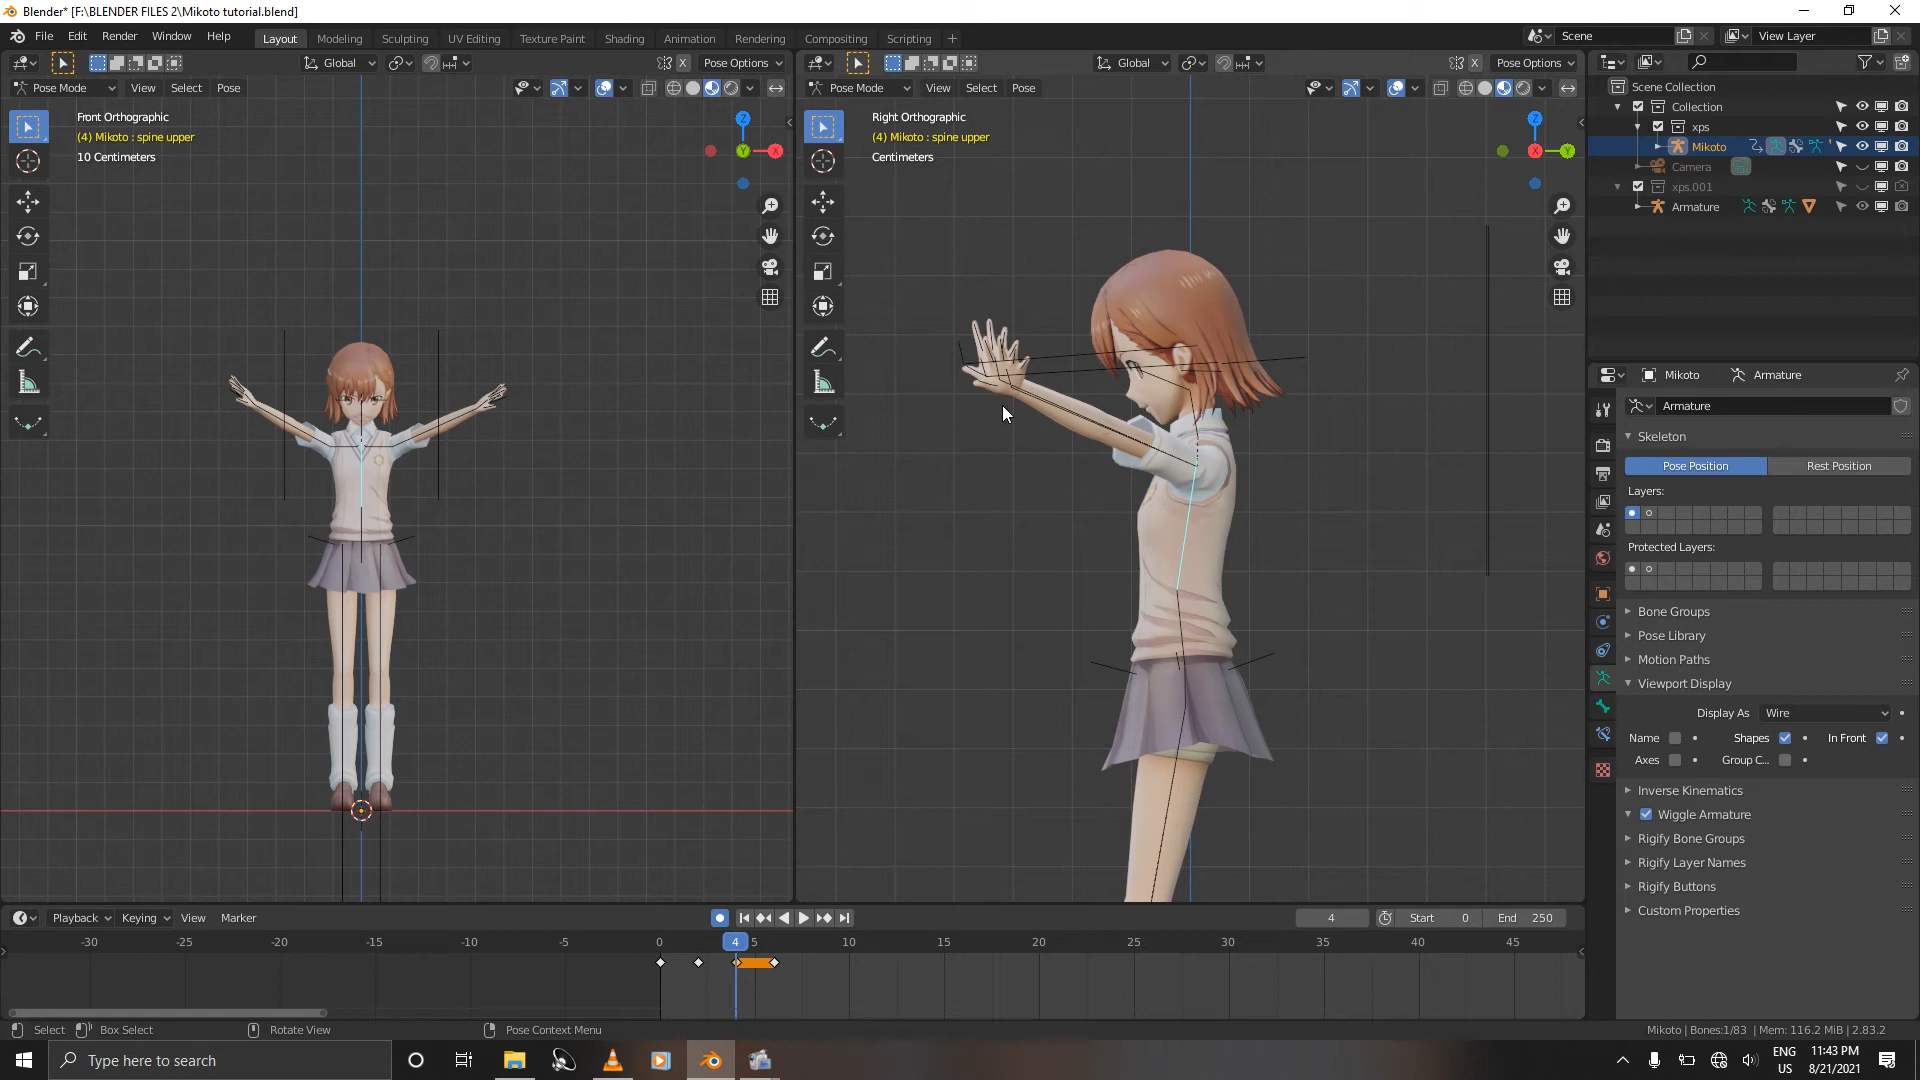 Blender* [F:\BLENDER FILES 2\Mikoto tutorial.blend]
File Edit Render Window Help Layout Modeling Sculpting UV Editing Texture Paint Shading Animation Rendering Compositing Scripting + Scene View Layer
Global Pose Options Global Pose Options
Pose Mode View Select Pose Pose Mode View Select Pose
Front Orthographic Right Orthographic
(4) Mikoto : spine upper (4) Mikoto : spine upper
10 Centimeters Centimeters
Z X Y
Z X Y
Scene Collection
Collection
xps
Mikoto
Camera
xps.001
Armature
Mikoto Armature
Armature
Skeleton
Pose Position Rest Position
Layers:
Protected Layers:
Bone Groups
Pose Library
Motion Paths
Viewport Display
Display As Wire
Name Shapes In Front
Axes Group C...
Inverse Kinematics
Wiggle Armature
Rigify Bone Groups
Rigify Layer Names
Rigify Buttons
Custom Properties
Playback Keying View Marker 4 Start 0 End 250
-30 -25 -20 -15 -10 -5 0 4 5 10 15 20 25 30 35 40 45
Select Box Select Rotate View Pose Context Menu Mikoto | Bones:1/83 | Mem: 116.2 MiB | 2.83.2
Type here to search ENG US 11:43 PM 8/21/2021